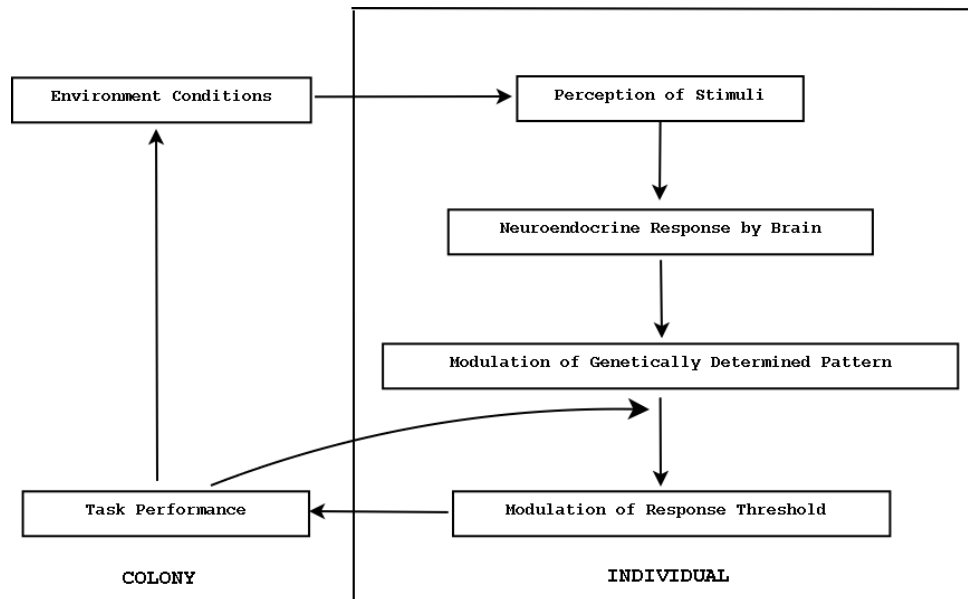 Environment Conditions
Perception of Stimuli
Neuroendocrine Response by Brain
Modulation of Genetically Determined Pattern
Task Performance
Modulation of Response Threshold
COLONY
INDIVIDUAL